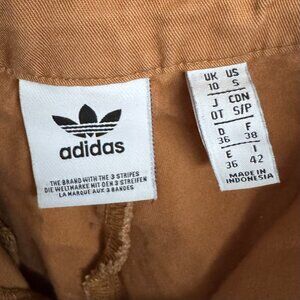 adidas
THE BRAND WITH THE 3 STRIPES
DIE WELTMARKE MIT DEN 3 STREIFEN
LA MARQUE AUX 3 BANDES
UK US
10 S
J CDN
OT S/P
D F
36 38
E I
36 42
MADE IN
INDONESIA